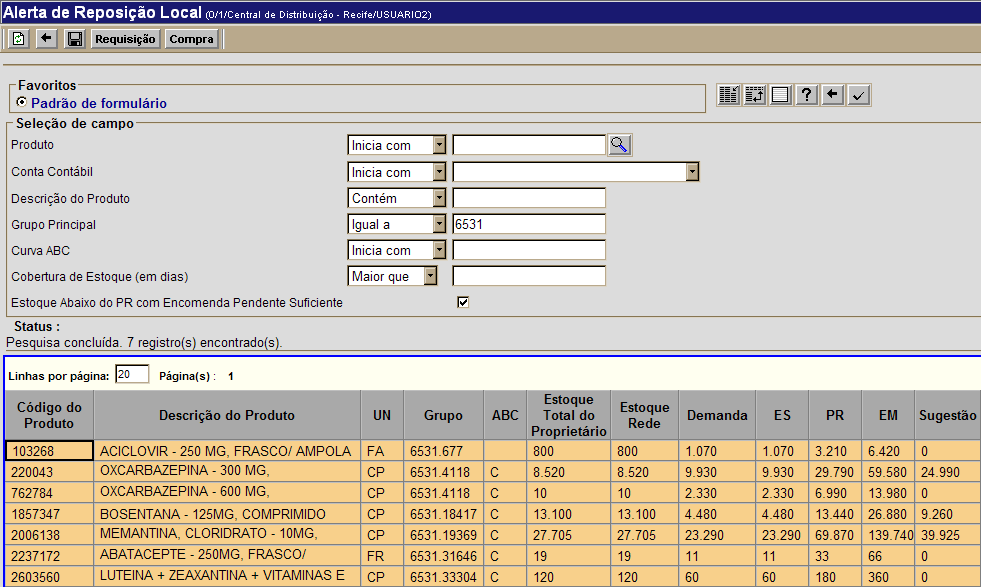 Alerta de Reposição Local (0/1/Central de Distribuição - Recife/USUARIO2)
Requisição Compra
Favoritos
Padrão de formulário
?
Seleção de campo
Produto Inicia com
Conta Contábil Inicia com
Descrição do Produto Contém
Grupo Principal Igual a 6531
Curva ABC Inicia com
Cobertura de Estoque (em dias) Maior que
Estoque Abaixo do PR com Encomenda Pendente Suficiente
Status :
Pesquisa concluída. 7 registro(s) encontrado(s).
Linhas por página: 20 Página(s) : 1
Código do Produto Descrição do Produto UN Grupo ABC Estoque Total do Proprietário Estoque Rede Demanda ES PR EM Sugestão
103268 ACICLOVIR - 250 MG, FRASCO/ AMPOLA FA 6531.677 800 800 1.070 1.070 3.210 6.420 0
220043 OXCARBAZEPINA - 300 MG, CP 6531.4118 C 8.520 8.520 9.930 9.930 29.790 59.580 24.990
762784 OXCARBAZEPINA - 600 MG, CP 6531.4118 C 10 10 2.330 2.330 6.990 13.980 0
1857347 BOSENTANA - 125MG, COMPRIMIDO CP 6531.18417 C 13.100 13.100 4.480 4.480 13.440 26.880 9.260
2006138 MEMANTINA, CLORIDRATO - 10MG, CP 6531.19369 C 27.705 27.705 23.290 23.290 69.870 139.740 39.925
2237172 ABATACEPTE - 250MG, FRASCO/ FR 6531.31646 C 19 19 11 11 33 66 0
2603560 LUTEINA + ZEAXANTINA + VITAMINAS E CP 6531.33304 C 120 120 60 60 180 360 0